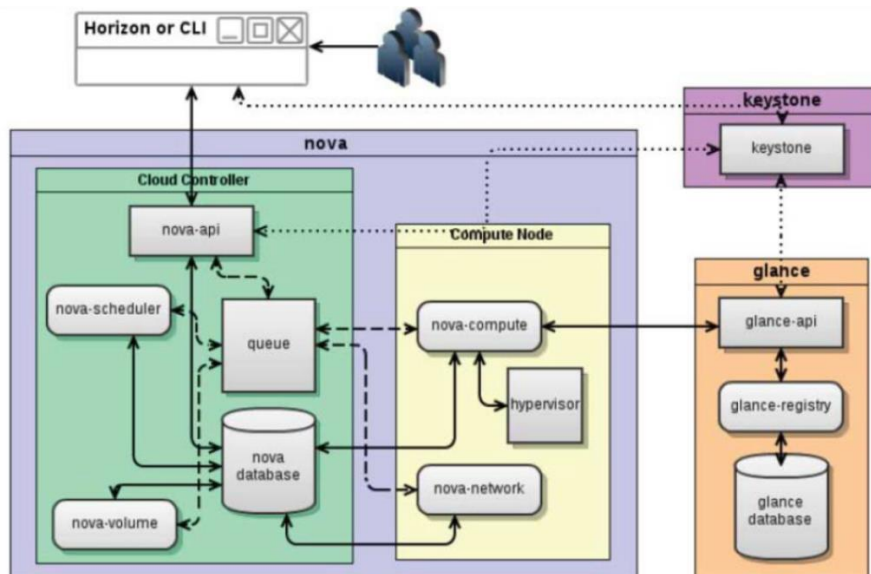 Horizon or CLI
keystone
keystone
nova
Cloud Controller
nova-api
Compute Node
glance
nova-scheduler
queue
nova-compute
glance-api
hypervisor
glance-registry
nova
database
nova-network
nova-volume
glance
database